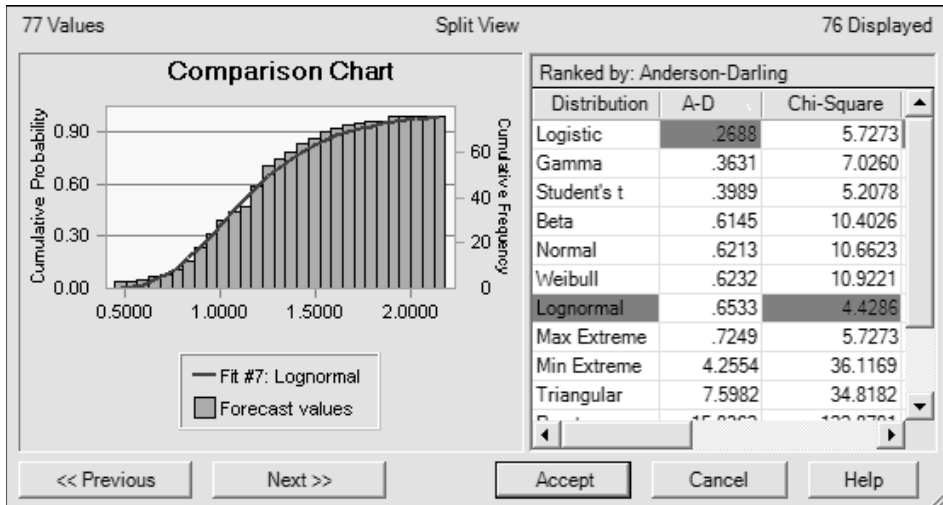 77 Values Split View 76 Displayed
Comparison Chart
Cumulative Probability
0.90
0.60
0.30
0.00
60
40
20
0
Cumulative Frequency
0.5000 1.0000 1.5000 2.0000
Fit #7: Lognormal
Forecast values
Ranked by: Anderson-Darling
Distribution A-D Chi-Square
Logistic .2688 5.7273
Gamma .3631 7.0260
Student's t .3989 5.2078
Beta .6145 10.4026
Normal .6213 10.6623
Weibull .6232 10.9221
Lognormal .6533 4.4286
Max Extreme .7249 5.7273
Min Extreme 4.2554 36.1169
Triangular 7.5982 34.8182
<< Previous Next >> Accept Cancel Help